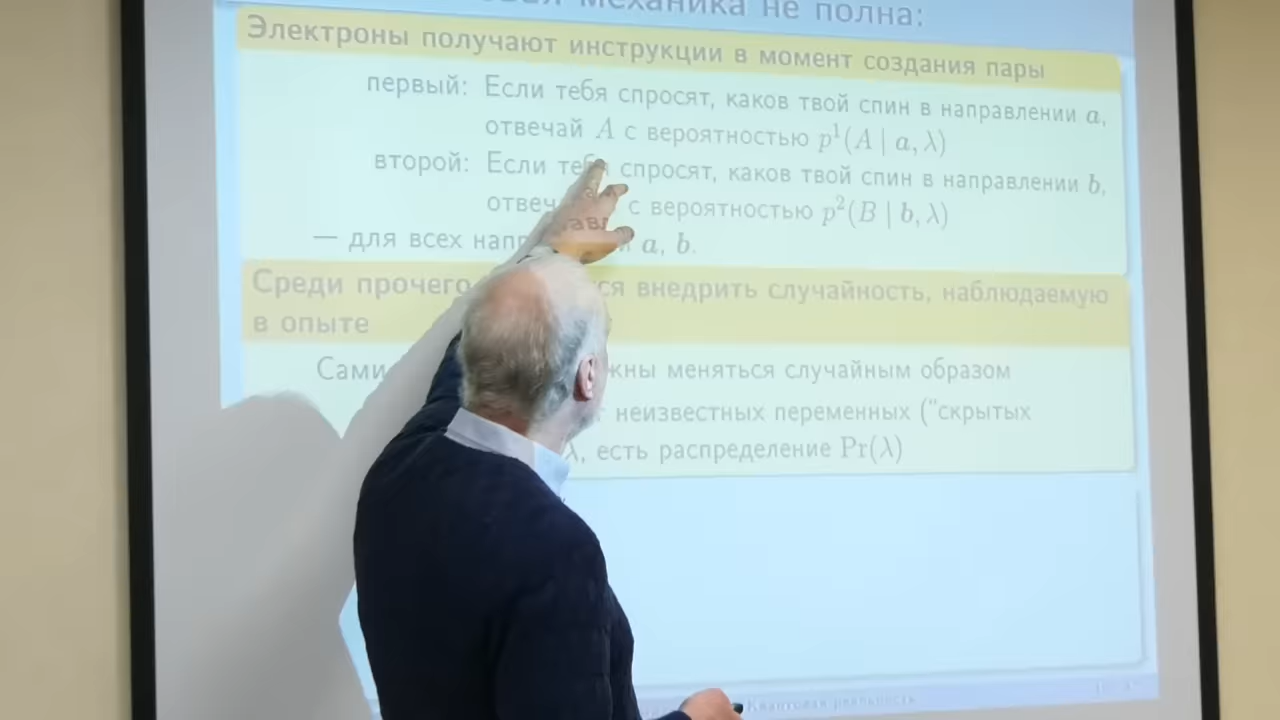 механика не полна:
Электроны получают инструкции в момент создания пары
первый: Если тебя спросят, каков твой спин в направлении a,
отвечай A с вероятностью p¹(A | a, λ)
второй: Если тебя спросят, каков твой спин в направлении b,
с вероятностью p²(B | b, λ)
— для всех a, b.
Среди прочего внедрить случайность, наблюдаемую
в опыте
Сами меняться случайным образом
неизвестных переменных ("скрытых
λ, есть распределение Pr(λ)
Квантовая реальность